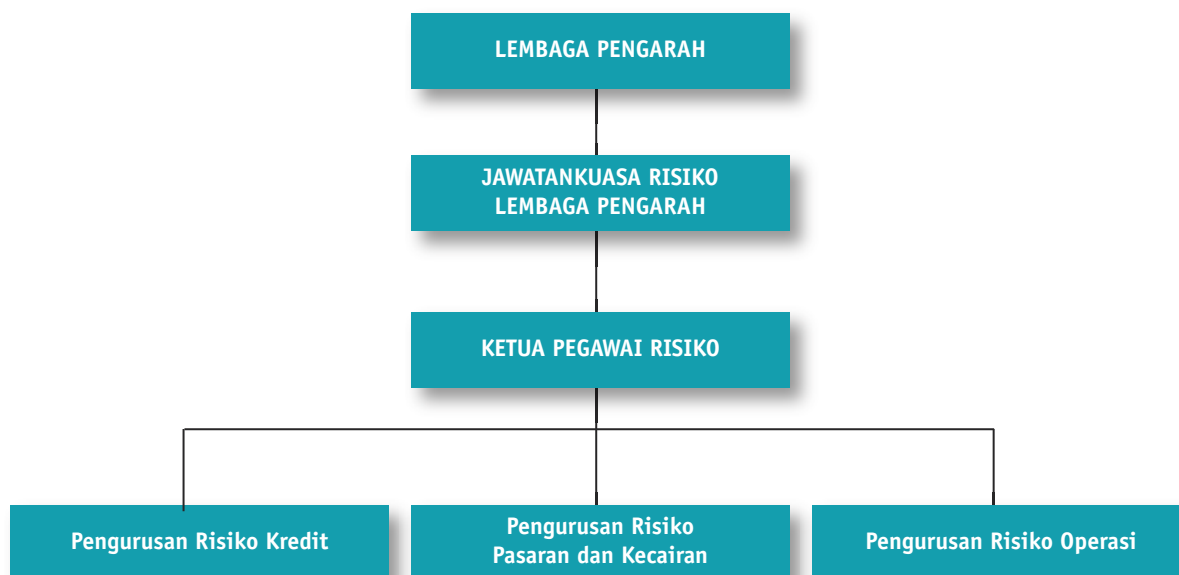 LEMBAGA PENGARAH
JAWATANKUASA RISIKO
LEMBAGA PENGARAH
KETUA PEGAWAI RISIKO
Pengurusan Risiko Kredit
Pengurusan Risiko
Pasaran dan Kecairan
Pengurusan Risiko Operasi